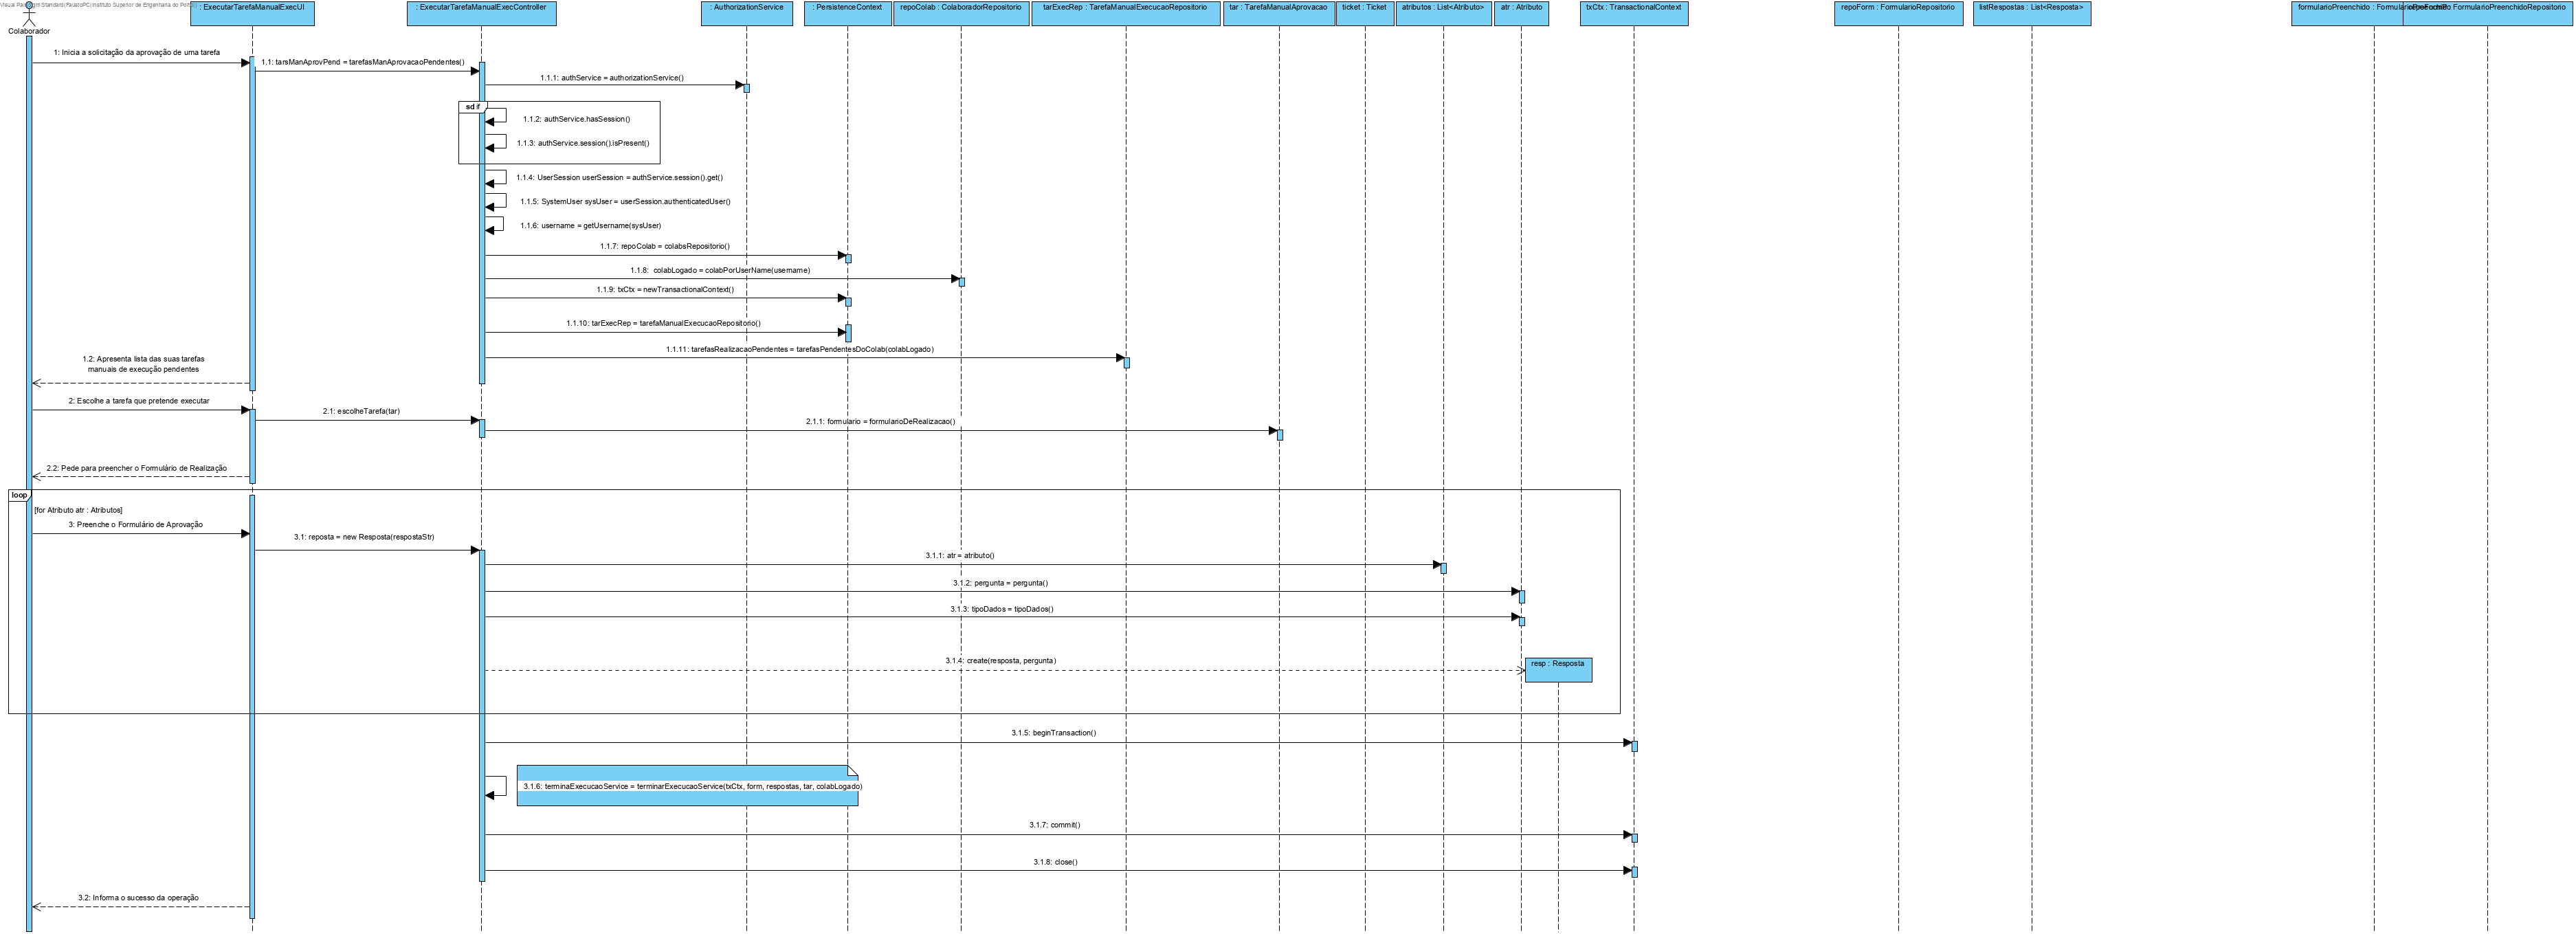 Visual Paradigm Standard(FaustoPC(Instituto Superior de Engenharia do Porto))
Colaborador
: ExecutarTarefaManualExecUI
: ExecutarTarefaManualExecController
: AuthorizationService
: PersistenceContext
repoColab : ColaboradorRepositorio
tarExecRep : TarefaManualExecucaoRepositorio
tar : TarefaManualAprovacao
ticket : Ticket
atributos : List<Atributo>
atr : Atributo
txCtx : TransactionalContext
repoForm : FormularioRepositorio
listRespostas : List<Resposta>
formularioPreenchido :
FormularioPreenchidoRepositorio
1: Inicia a solicitação da aprovação de uma tarefa
1.1: tarsManAprovPend = tarefasManAprovacaoPendentes()
1.1.1: authService = authorizationService()
sd if
1.1.2: authService.hasSession()
1.1.3: authService.session().isPresent()
1.1.4: UserSession userSession = authService.session().get()
1.1.5: SystemUser sysUser = userSession.authenticatedUser()
1.1.6: username = getUsername(sysUser)
1.1.7: repoColab = colabsRepositorio()
1.1.8: colabLogado = colabPorUserName(username)
1.1.9: txCtx = newTransactionalContext()
1.1.10: tarExecRep = tarefaManualExecucaoRepositorio()
1.1.11: tarefasRealizacaoPendentes = tarefasPendentesDoColab(colabLogado)
1.2: Apresenta lista das suas tarefas
manuais de execução pendentes
2: Escolhe a tarefa que pretende executar
2.1: escolheTarefa(tar)
2.1.1: formulario = formularioDeRealizacao()
2.2: Pede para preencher o Formulário de Realização
loop
[for Atributo atr : Atributos]
3: Preenche o Formulário de Aprovação
3.1: reposta = new Resposta(respostaStr)
3.1.1: atr = atributo()
3.1.2: pergunta = pergunta()
3.1.3: tipoDados = tipoDados()
3.1.4: create(resposta, pergunta)
resp : Resposta
3.1.5: beginTransaction()
3.1.6: terminaExecucaoService = terminarExecucaoService(txCtx, form, respostas, tar, colabLogado)
3.1.7: commit()
3.1.8: close()
3.2: Informa o sucesso da operação